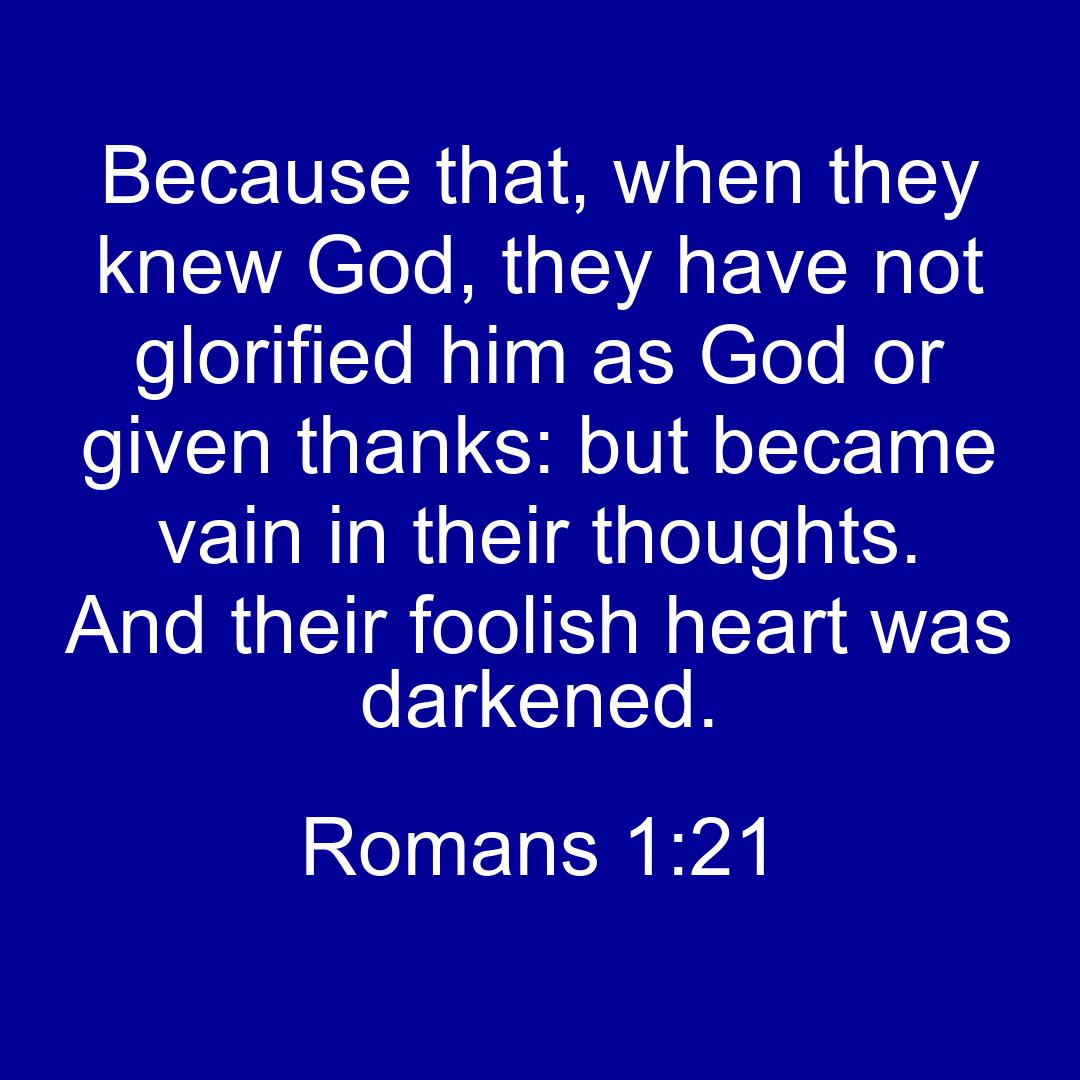 Because that, when they
knew God, they have not
glorified him as God or
given thanks: but became
vain in their thoughts.
And their foolish heart was
darkened.
Romans 1:21